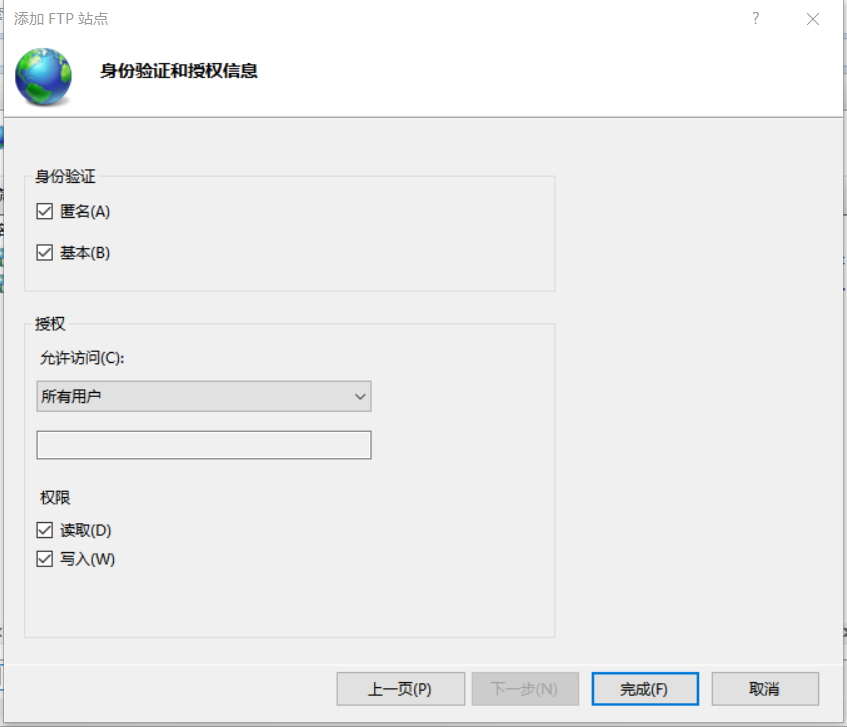 添加 FTP 站点
?
身份验证和授权信息
身份验证
匿名(A)
基本(B)
授权
允许访问(C):
所有用户
权限
读取(D)
写入(W)
上一页(P) 下一步(N) 完成(F) 取消